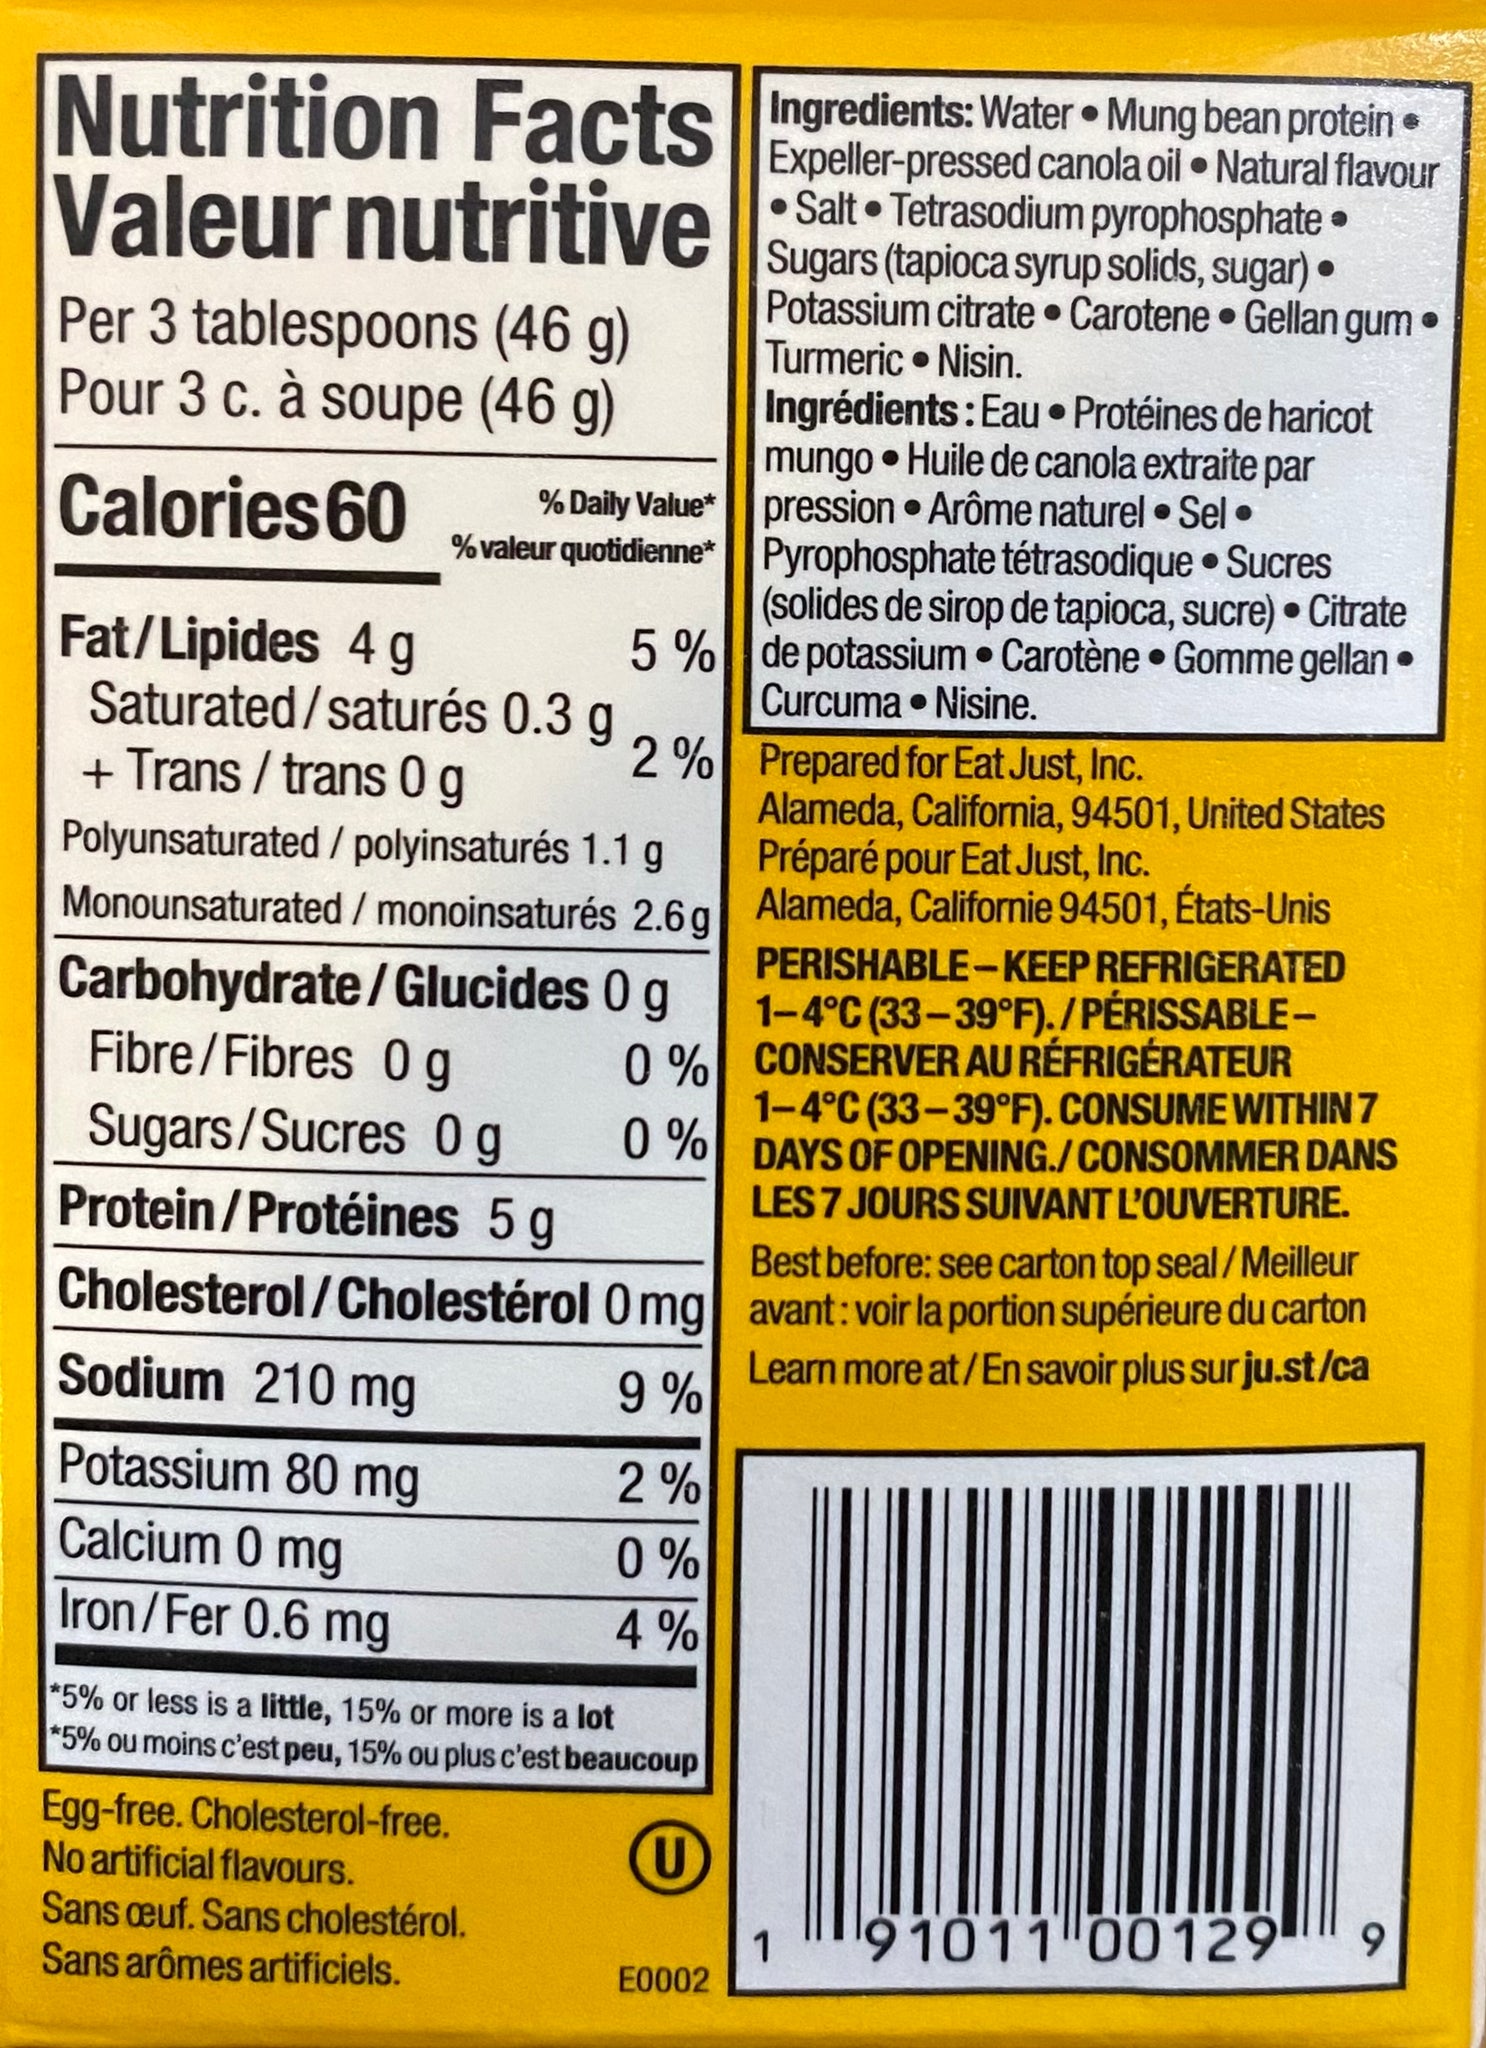 Nutrition Facts
Valeur nutritive
Per 3 tablespoons (46 g)
Pour 3 c. à soupe (46 g)
Calories 60
% Daily Value*
% valeur quotidienne*
Fat / Lipides 4 g 5 %
Saturated / saturés 0.3 g
+ Trans / trans 0 g 2 %
Polyunsaturated / polyinsaturés 1.1 g
Monounsaturated / monoinsaturés 2.6 g
Carbohydrate / Glucides 0 g
Fibre / Fibres 0 g 0 %
Sugars / Sucres 0 g 0 %
Protein / Protéines 5 g
Cholesterol / Cholestérol 0 mg
Sodium 210 mg 9 %
Potassium 80 mg 2 %
Calcium 0 mg 0 %
Iron / Fer 0.6 mg 4 %
*5% or less is a little, 15% or more is a lot
*5% ou moins c'est peu, 15% ou plus c'est beaucoup
Egg-free. Cholesterol-free.
No artificial flavours.
Sans œuf. Sans cholestérol.
Sans arômes artificiels.
U
E0002
Ingredients: Water • Mung bean protein •
Expeller-pressed canola oil • Natural flavour
• Salt • Tetrasodium pyrophosphate •
Sugars (tapioca syrup solids, sugar) •
Potassium citrate • Carotene • Gellan gum •
Turmeric • Nisin.
Ingrédients : Eau • Protéines de haricot
mungo • Huile de canola extraite par
pression • Arôme naturel • Sel •
Pyrophosphate tétrasodique • Sucres
(solides de sirop de tapioca, sucre) • Citrate
de potassium • Carotène • Gomme gellan •
Curcuma • Nisine.
Prepared for Eat Just, Inc.
Alameda, California, 94501, United States
Préparé pour Eat Just, Inc.
Alameda, Californie 94501, États-Unis
PERISHABLE – KEEP REFRIGERATED
1–4°C (33–39°F). / PÉRISSABLE –
CONSERVER AU RÉFRIGÉRATEUR
1–4°C (33–39°F). CONSUME WITHIN 7
DAYS OF OPENING. / CONSOMMER DANS
LES 7 JOURS SUIVANT L'OUVERTURE.
Best before: see carton top seal / Meilleur
avant : voir la portion supérieure du carton
Learn more at / En savoir plus sur ju.st/ca
1 91011 00129 9